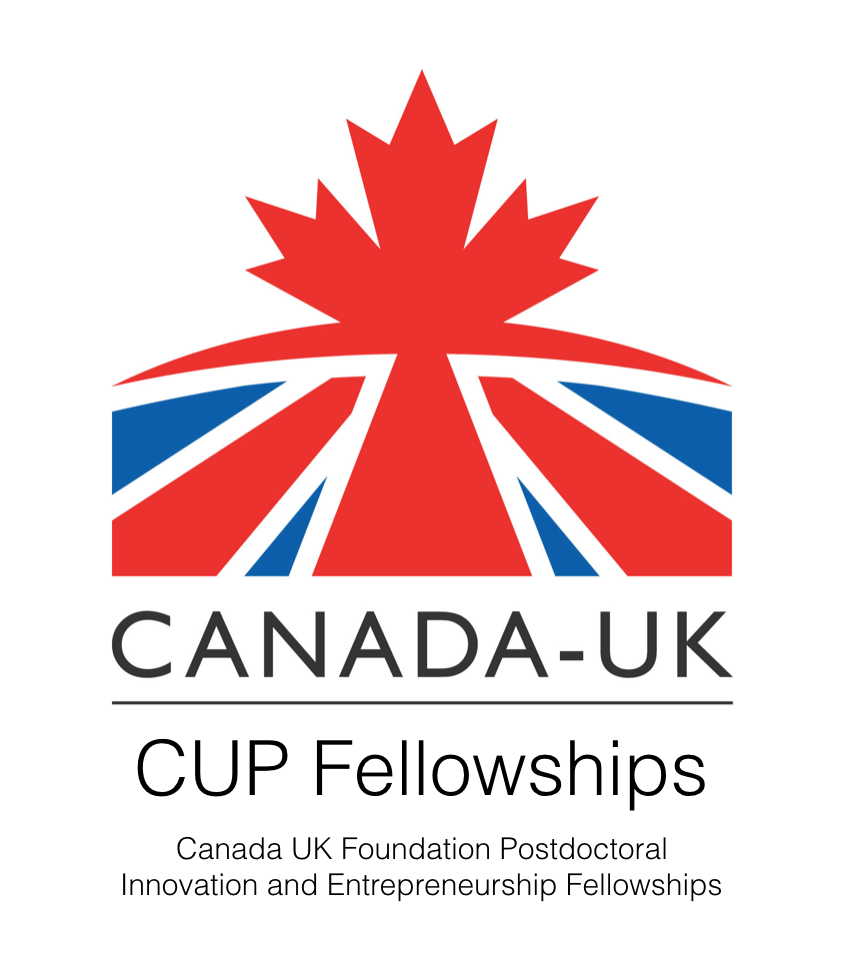 CANADA-UK
CUP Fellowships
Canada UK Foundation Postdoctoral
Innovation and Entrepreneurship Fellowships